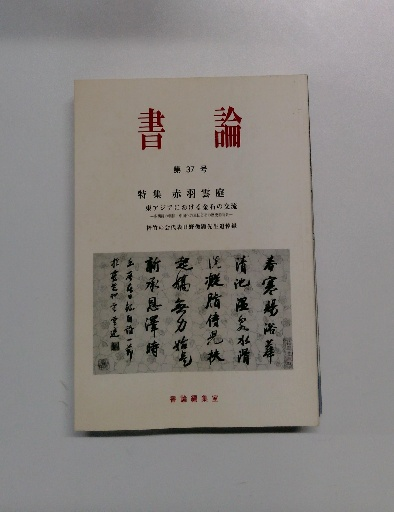 書論
第37号
特集 赤羽雲庭
東アジアにおける金石の交流
春寒賜浴華
清池温泉水滑
洗凝脂侍児扶
起嬌無力始是
新承恩澤時
書論編集室